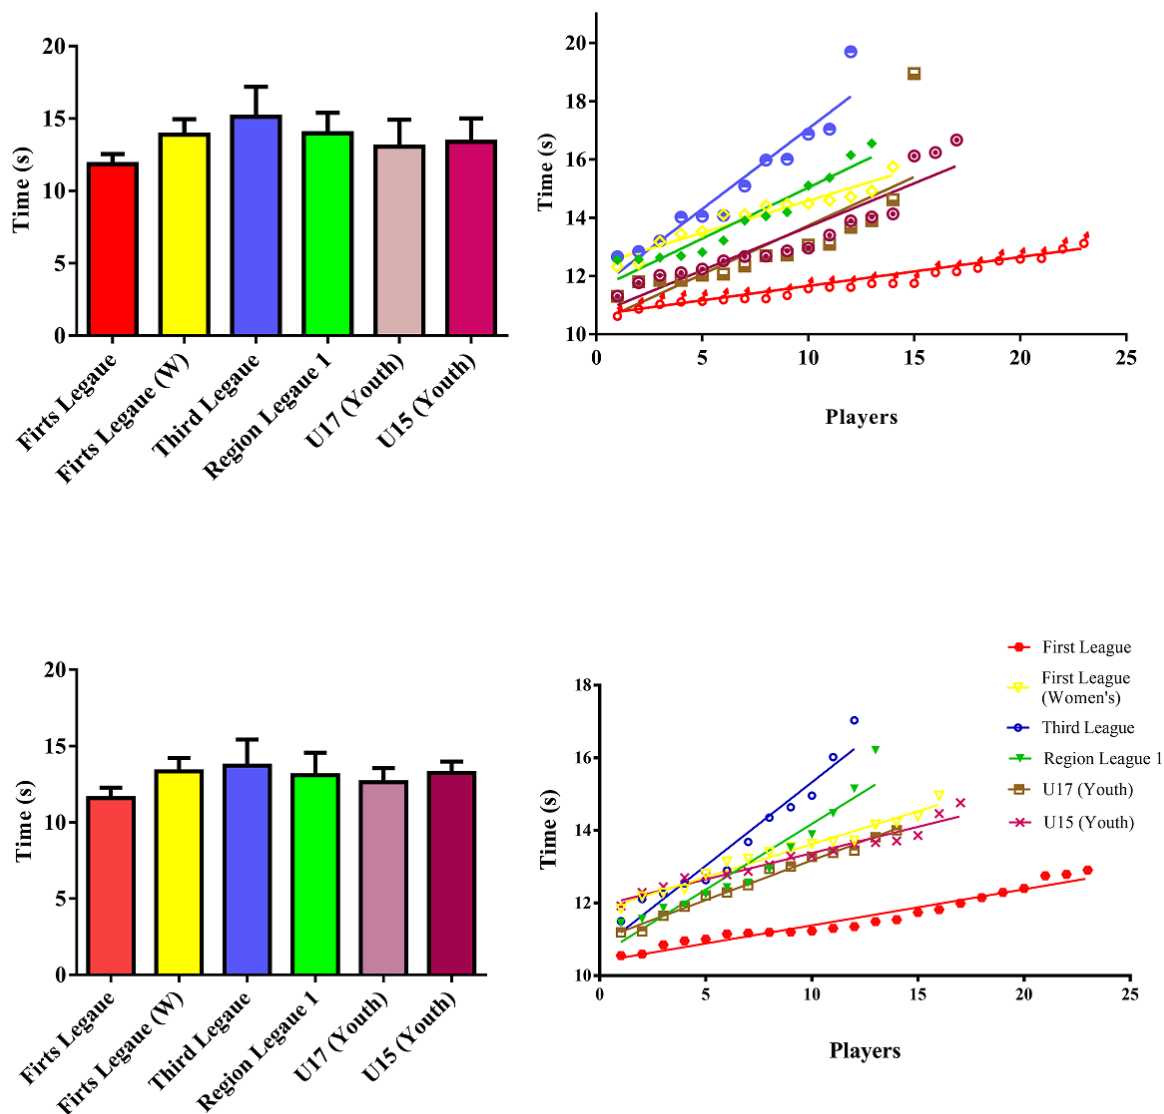 20
15
10
5
0
Time (s)
Firts Legaue
Firts Legaue (W)
Third Legaue
Region Legaue 1
U17 (Youth)
U15 (Youth)
20
18
16
14
12
10
Time (s)
0
5
10
15
20
25
Players
20
15
10
5
0
Time (s)
Firts Legaue
Firts Legaue (W)
Third Legaue
Region Legaue 1
U17 (Youth)
U15 (Youth)
18
16
14
12
10
Time (s)
0
5
10
15
20
25
Players
First League
First League
(Women's)
Third League
Region League 1
U17 (Youth)
U15 (Youth)